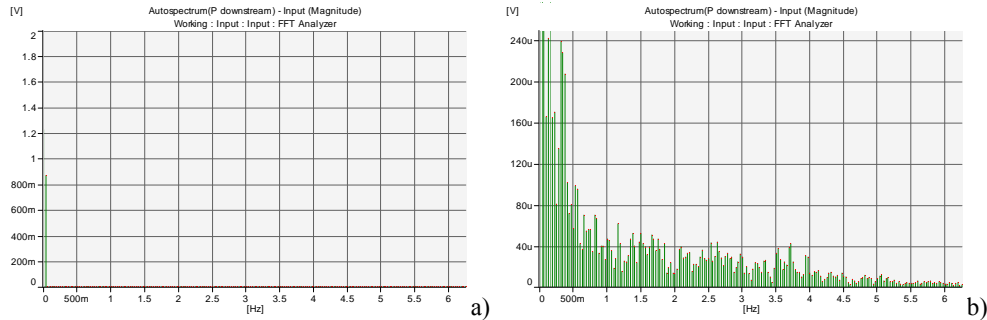 [V] Autospectrum(P downstream) - Input (Magnitude)
Working : Input : Input : FFT Analyzer
2
1.8
1.6
1.4
1.2
1
800m
600m
400m
200m
0
0 500m 1 1.5 2 2.5 3 3.5 4 4.5 5 5.5 6
[Hz]
a)
[V] Autospectrum(P downstream) - Input (Magnitude)
Working : Input : Input : FFT Analyzer
240u
200u
160u
120u
80u
40u
0
0 500m 1 1.5 2 2.5 3 3.5 4 4.5 5 5.5 6
[Hz]
b)